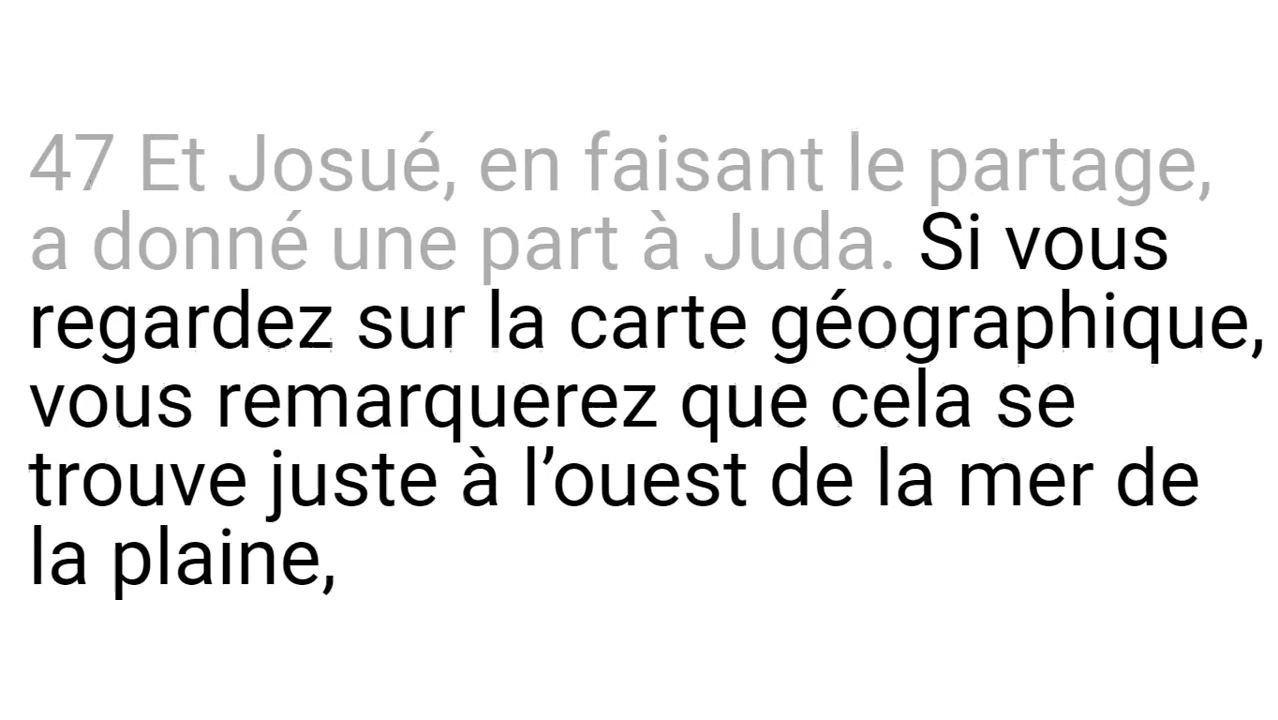 47 Et Josué, en faisant le partage,
a donné une part à Juda. Si vous
regardez sur la carte géographique,
vous remarquerez que cela se
trouve juste à l’ouest de la mer de
la plaine,